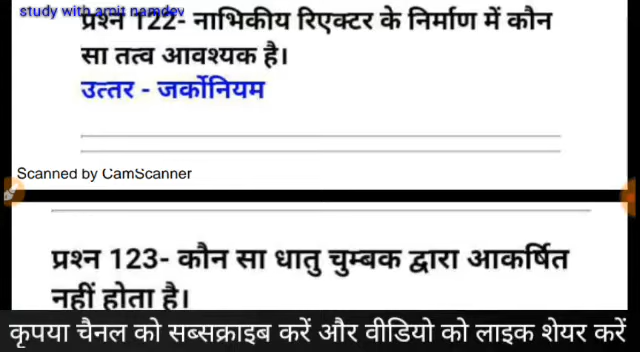 study with amit namdev
प्रश्न 122- नाभिकीय रिएक्टर के निर्माण में कौन
सा तत्व आवश्यक है।
उत्तर - जर्कोनियम
Scanned by CamScanner
प्रश्न 123- कौन सा धातु चुम्बक द्वारा आकर्षित
नहीं होता है।
कृपया चैनल को सब्सक्राइब करें और वीडियो को लाइक शेयर करें